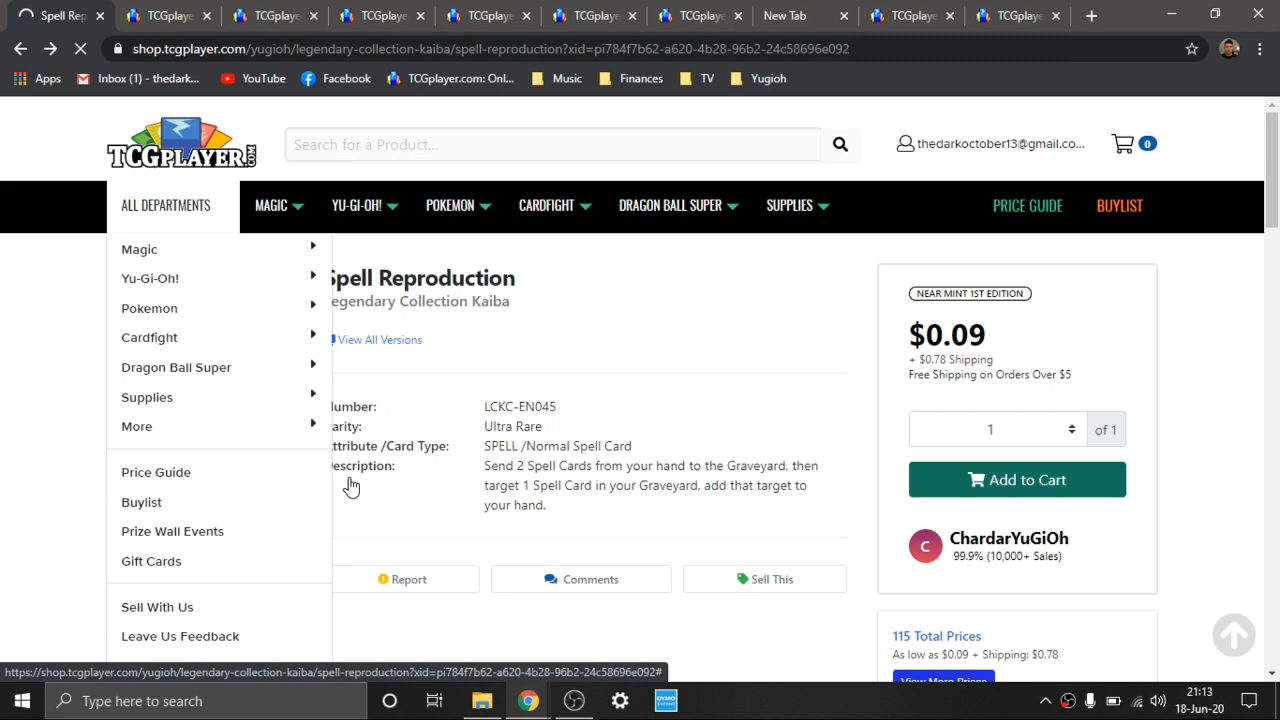 Spell Rep
TCGplayer
TCGplaye
TCGplaye
TCGplaye
TCGplaye
TCGplaye
New Tab
TCGplaye
TCGplaye
shop.tcgplayer.com/yugioh/legendary-collection-kaiba/spell-reproduction?xid=pi784f7b62-a620-4b28-96b2-24c58696e092
Apps
Inbox (1) - thedark...
YouTube
Facebook
TCGplayer.com: Onl...
Music
Finances
TV
Yugioh
TCGPLAYER.COM
Search for a Product...
thedarkoctober13@gmail.co...
0
ALL DEPARTMENTS
MAGIC
YU-GI-OH!
POKEMON
CARDFIGHT
DRAGON BALL SUPER
SUPPLIES
PRICE GUIDE
BUYLIST
Magic
Yu-Gi-Oh!
Pokemon
Cardfight
Dragon Ball Super
Supplies
More
Price Guide
Buylist
Prize Wall Events
Gift Cards
Sell With Us
Leave Us Feedback
Spell Reproduction
egendary Collection Kaiba
View All Versions
umber:
LCKC-EN045
arity:
Ultra Rare
ttribute /Card Type:
SPELL /Normal Spell Card
escription:
Send 2 Spell Cards from your hand to the Graveyard, then
target 1 Spell Card in your Graveyard, add that target to
your hand.
Report
Comments
Sell This
NEAR MINT 1ST EDITION
$0.09
+ $0.78 Shipping
Free Shipping on Orders Over $5
1
of 1
Add to Cart
C
ChardarYuGiOh
99.9% (10,000+ Sales)
115 Total Prices
As low as $0.09 + Shipping: $0.78
View More Prices
https://shop.tcgplayer.com/yugioh/legendary-collection-kaiba/spell-reproduction?xid=pi784f7b62-a620-4b28-96b2-24c58696e092#
Type here to search
21:13
18-Jun-20